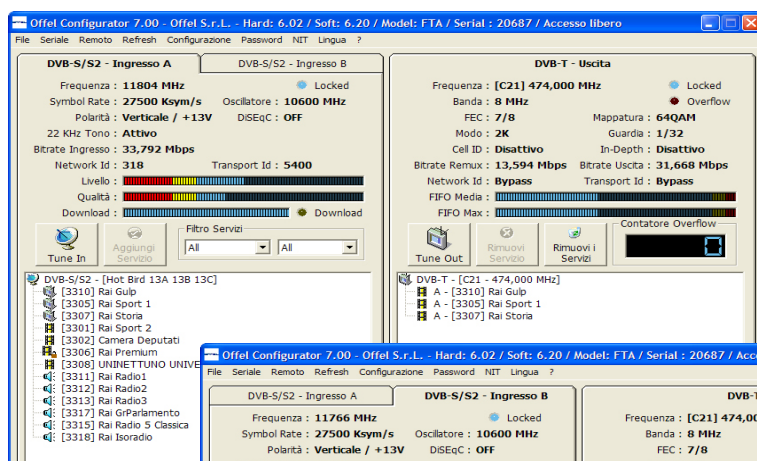 Offel Configurator 7.00 - Offel S.r.L. - Hard: 6.02 / Soft: 6.20 / Model: FTA / Serial : 20687 / Accesso libero
File Seriale Remoto Refresh Configurazione Password NIT Lingua ?
DVB-S/S2 - Ingresso A
DVB-S/S2 - Ingresso B
Frequenza : 11804 MHz Locked
Symbol Rate : 27500 Ksym/s Oscillatore : 10600 MHz
Polarità : Verticale / +13V DiSEqC : OFF
22 KHz Tono : Attivo
Bitrate Ingresso : 33,792 Mbps
Network Id : 318 Transport Id : 5400
Livello :
Qualità :
Download : Download
Tune In
Aggiungi Servizio
Filtro Servizi
All All
DVB-S/S2 - [Hot Bird 13A 13B 13C]
[3310] Rai Gulp
[3305] Rai Sport 1
[3307] Rai Storia
[3301] Rai Sport 2
[3302] Camera Deputati
[3306] Rai Premium
[3308] UNINETTUNO UNIVE
[3311] Rai Radio1
[3312] Rai Radio2
[3313] Rai Radio3
[3317] Rai GrParlamento
[3315] Rai Radio 5 Classica
[3318] Rai Isoradio
DVB-T - Uscita
Frequenza : [C21] 474,000 MHz Locked
Banda : 8 MHz Overflow
FEC : 7/8 Mappatura : 64QAM
Modo : 2K Guardia : 1/32
Cell ID : Disattivo In-Depth : Disattivo
Bitrate Remux : 13,594 Mbps Bitrate Uscita : 31,668 Mbps
Network Id : Bypass Transport Id : Bypass
FIFO Media :
FIFO Max :
Tune Out
Rimuovi Servizio
Rimuovi i Servizi
Contatore Overflow
0
DVB-T - [C21 - 474,000 MHz]
A - [3310] Rai Gulp
A - [3305] Rai Sport 1
A - [3307] Rai Storia
Offel Configurator 7.00 - Offel S.r.L. - Hard: 6.02 / Soft: 6.20 / Model: FTA / Serial : 20687 / Acce
File Seriale Remoto Refresh Configurazione Password NIT Lingua ?
DVB-S/S2 - Ingresso A
DVB-S/S2 - Ingresso B
Frequenza : 11766 MHz Locked
Symbol Rate : 27500 Ksym/s Oscillatore : 10600 MHz
Polarità : Verticale / +13V DiSEqC : OFF
DVB-T
Frequenza : [C21] 474,00
Banda : 8 MHz
FEC : 7/8